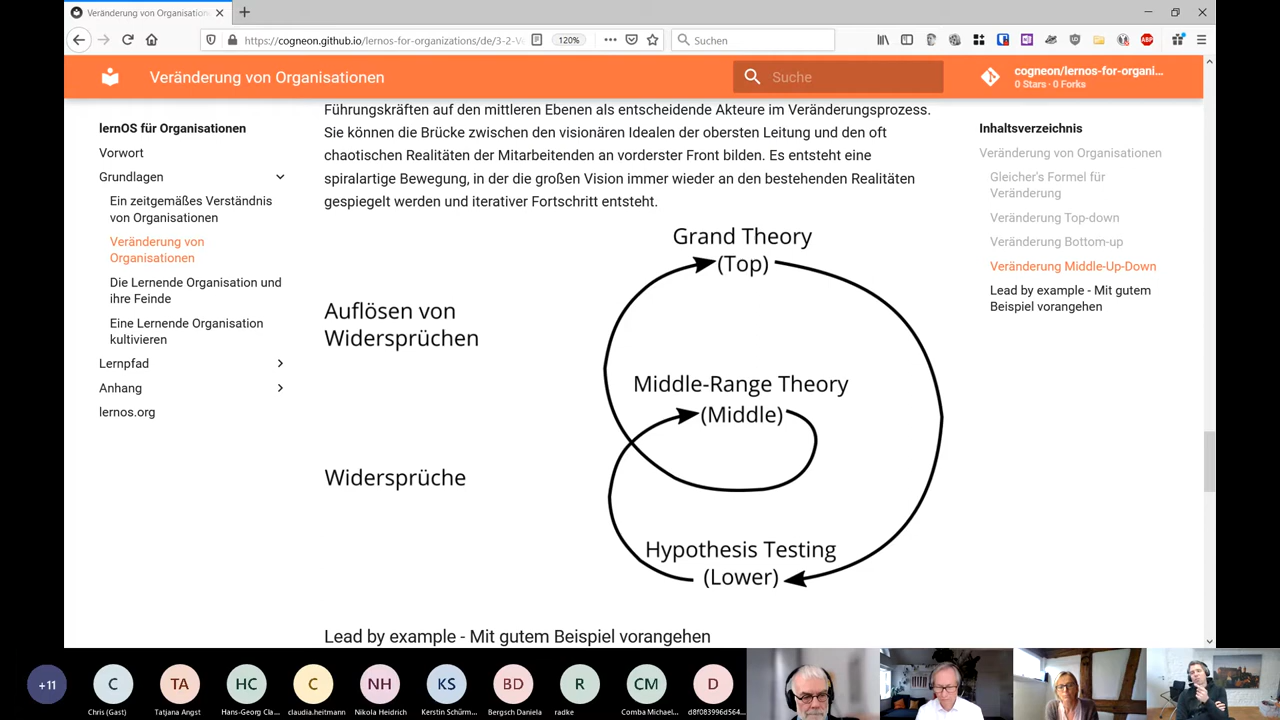 Veränderung von Organisation
https://cogneon.github.io/lernos-for-organizations/de/3-2-V
120%
Suchen
Veränderung von Organisationen
Suche
cogneon/lernos-for-organi...
0 Stars · 0 Forks
lernOS für Organisationen
Vorwort
Grundlagen
Ein zeitgemäßes Verständnis
von Organisationen
Veränderung von
Organisationen
Die Lernende Organisation und
ihre Feinde
Eine Lernende Organisation
kultivieren
Lernpfad
Anhang
lernos.org
Führungskräften auf den mittleren Ebenen als entscheidende Akteure im Veränderungsprozess.
Sie können die Brücke zwischen den visionären Idealen der obersten Leitung und den oft
chaotischen Realitäten der Mitarbeitenden an vorderster Front bilden. Es entsteht eine
spiralartige Bewegung, in der die großen Vision immer wieder an den bestehenden Realitäten
gespiegelt werden und iterativer Fortschritt entsteht.
Grand Theory
(Top)
Auflösen von
Widersprüchen
Middle-Range Theory
(Middle)
Widersprüche
Hypothesis Testing
(Lower)
Lead by example - Mit gutem Beispiel vorangehen
Inhaltsverzeichnis
Veränderung von Organisationen
Gleicher's Formel für
Veränderung
Veränderung Top-down
Veränderung Bottom-up
Veränderung Middle-Up-Down
Lead by example - Mit gutem
Beispiel vorangehen
+11
C
TA
HC
C
NH
KS
BD
R
CM
D
Chris (Gast)
Tatjana Angst
Hans-Georg Cla...
claudia.heitmann
Nikola Heidrich
Kerstin Schürm...
Bergsch Daniela
radke
Comba Michael...
d8f083996d564...